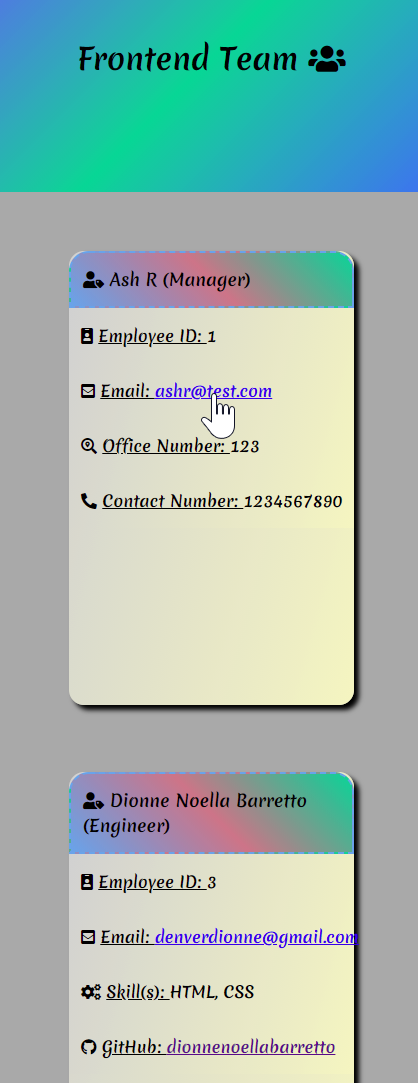 Frontend Team
Ash R (Manager)
Employee ID: 1
Email: ashr@test.com
Office Number: 123
Contact Number: 1234567890
Dionne Noella Barretto
(Engineer)
Employee ID: 3
Email: denverdionne@gmail.com
Skill(s): HTML, CSS
GitHub: dionnenoellabarretto